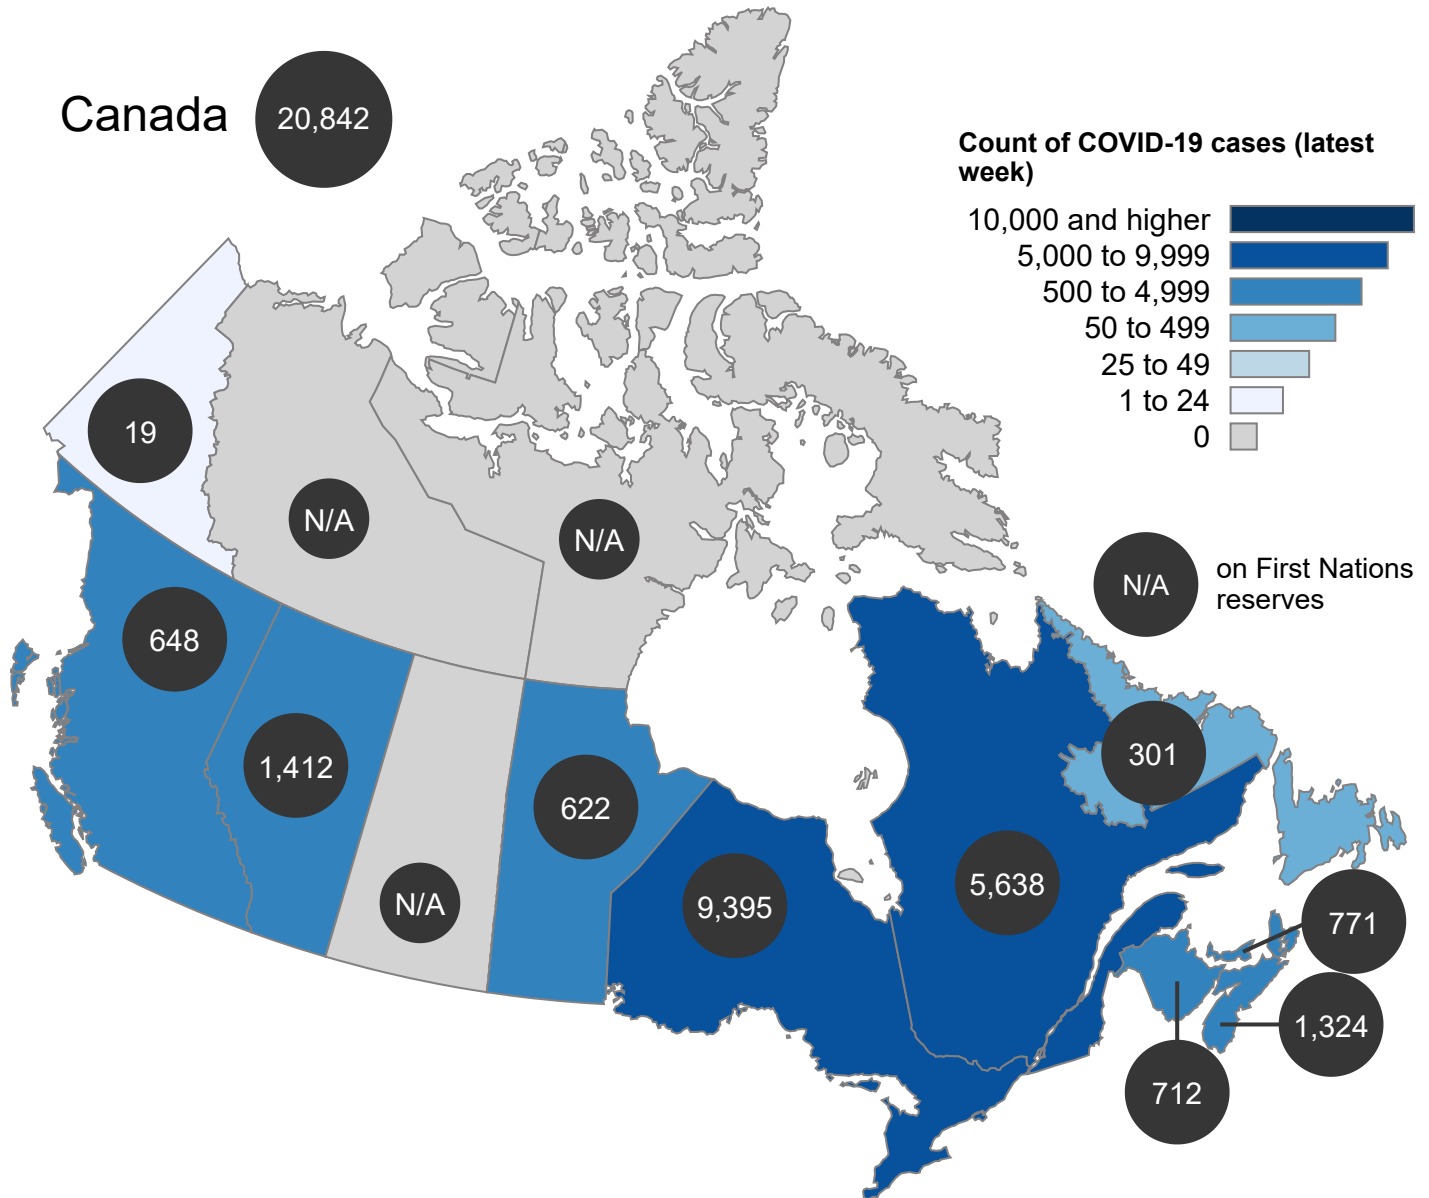 Canada
20,842
Count of COVID-19 cases (latest
week)
10,000 and higher
5,000 to 9,999
500 to 4,999
50 to 499
25 to 49
1 to 24
0
19
N/A
N/A
N/A
on First Nations
reserves
648
1,412
622
301
N/A
9,395
5,638
771
1,324
712